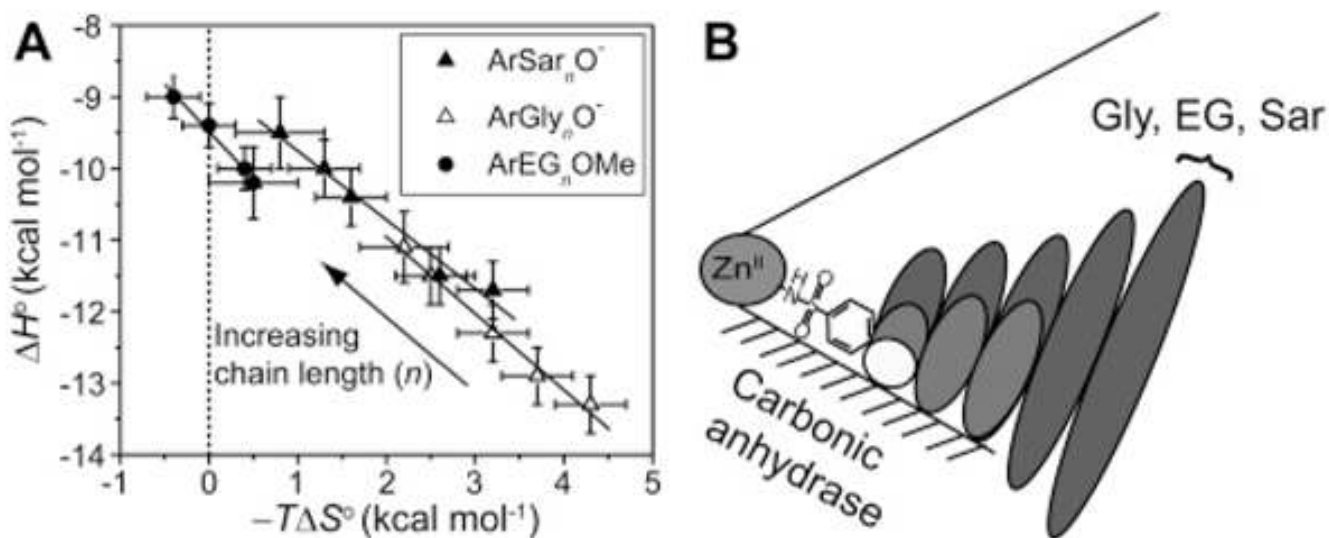 A
-8
-9
-10
-11
-12
-13
-14
ΔH° (kcal mol⁻¹)
ArSarₙO⁻
ArGlyₙO⁻
ArEGₙOMe
Increasing
chain length (n)
-1
0
1
2
3
4
5
−TΔS° (kcal mol⁻¹)
B
Gly, EG, Sar
Znᴵᴵ
H
N
O
O
Carbonic
anhydrase